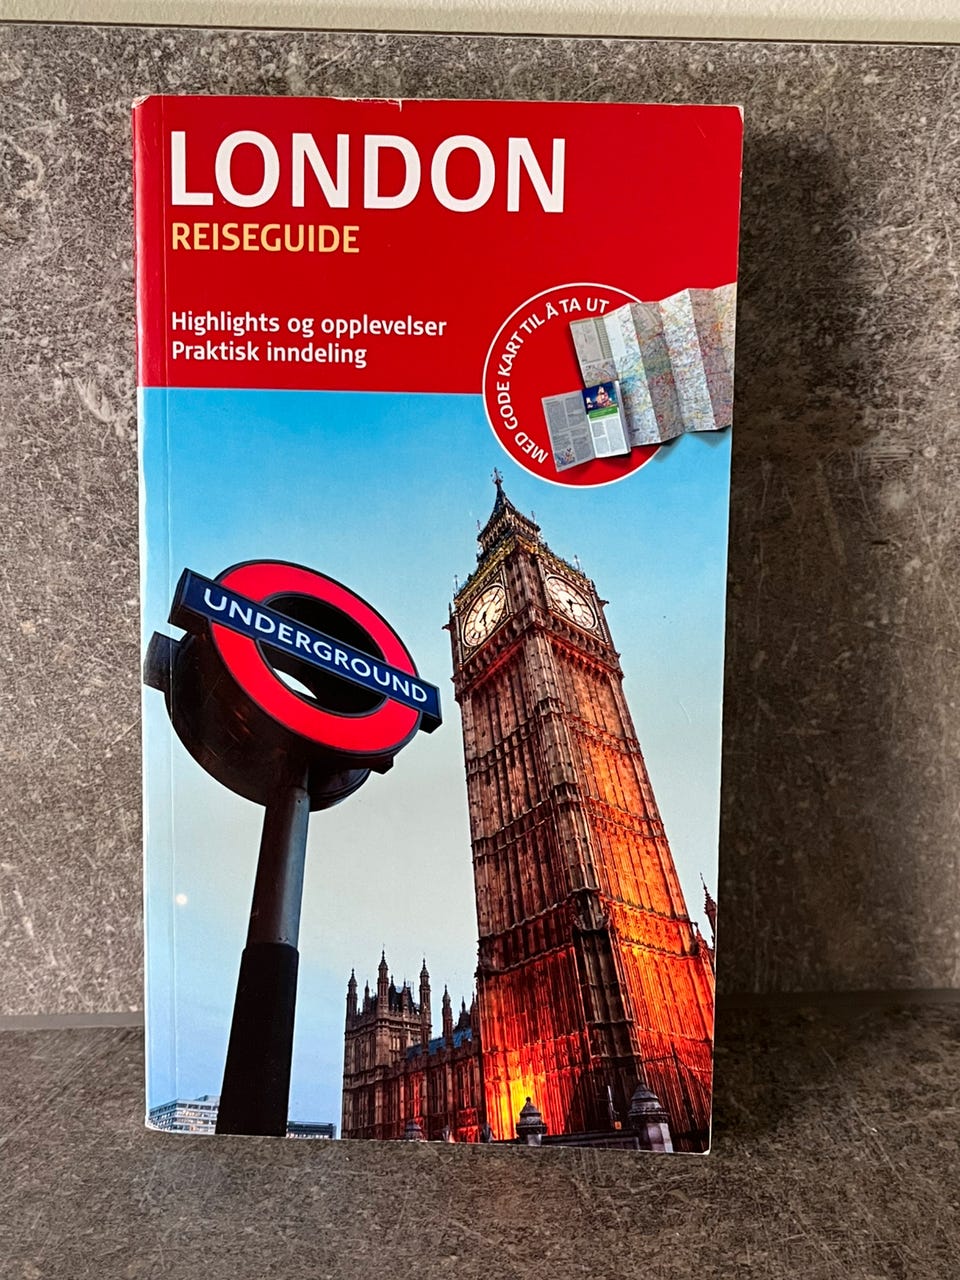 LONDON
REISEGUIDE
Highlights og opplevelser
Praktisk inndeling
MED GODE KART TIL Å TA UT
UNDERGROUND